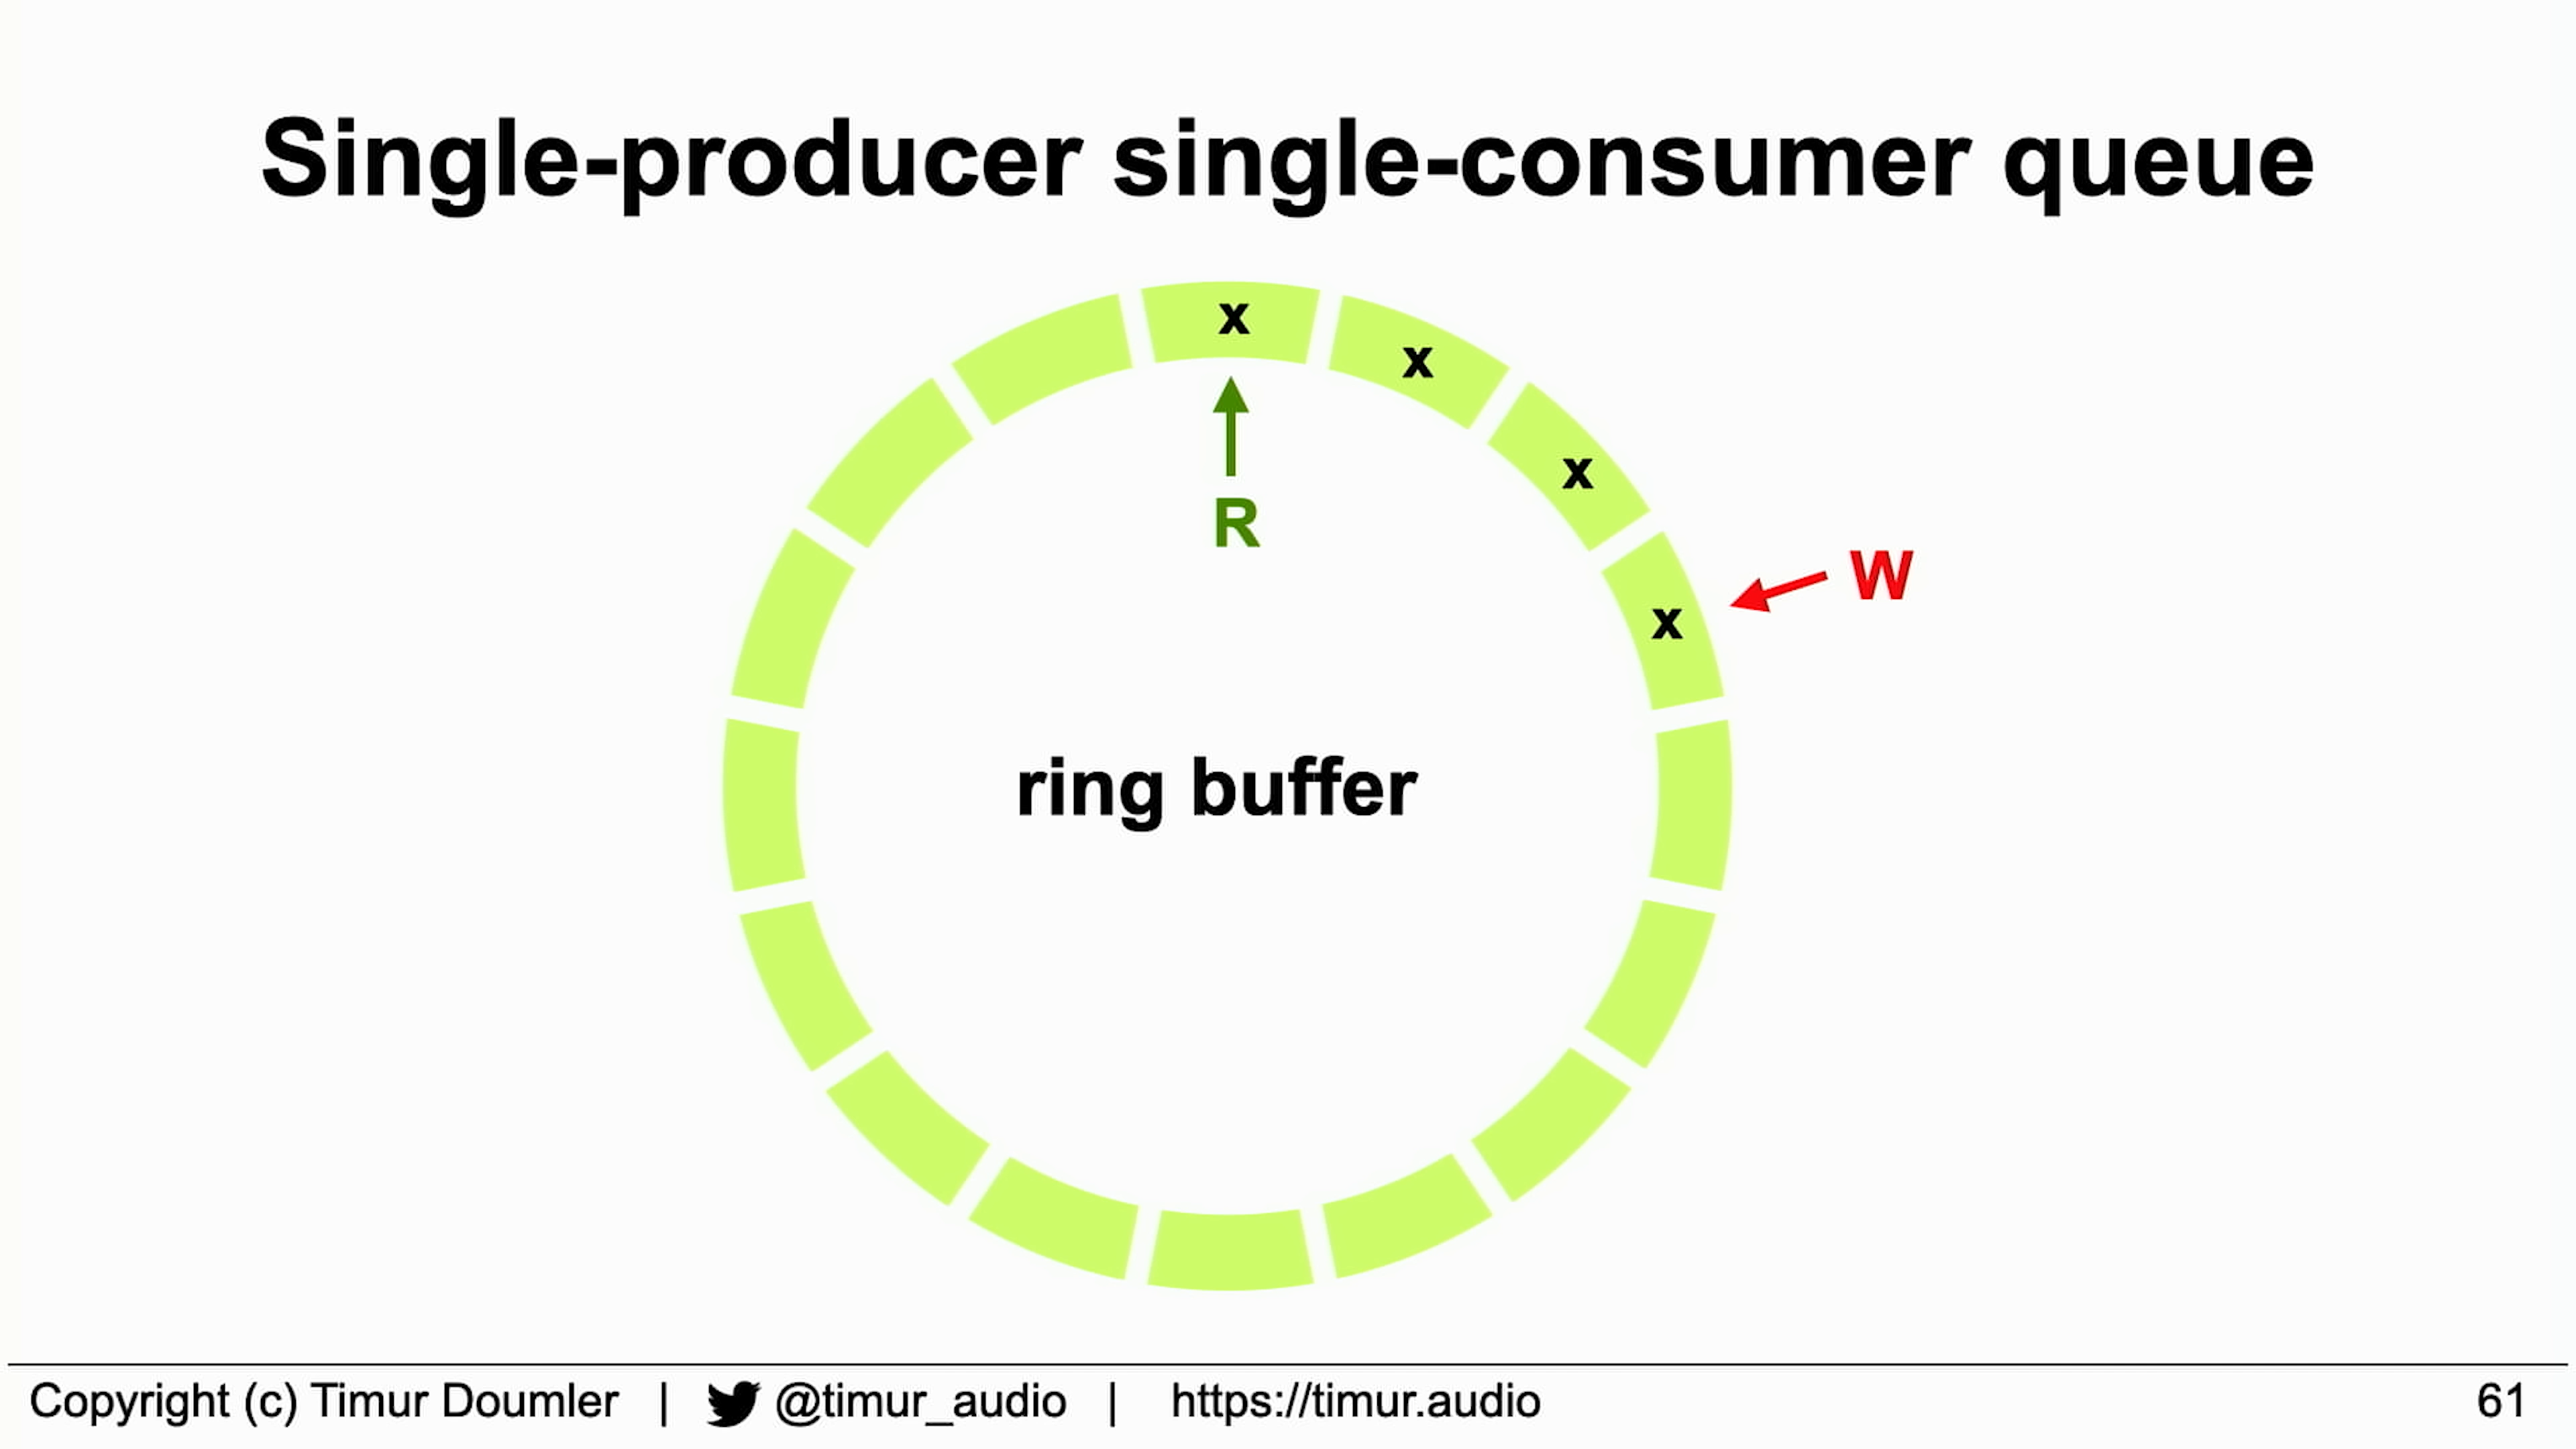 Single-producer single-consumer queue
x
x
x
x
R
W
ring buffer
Copyright (c) Timur Doumler | @timur_audio | https://timur.audio 61